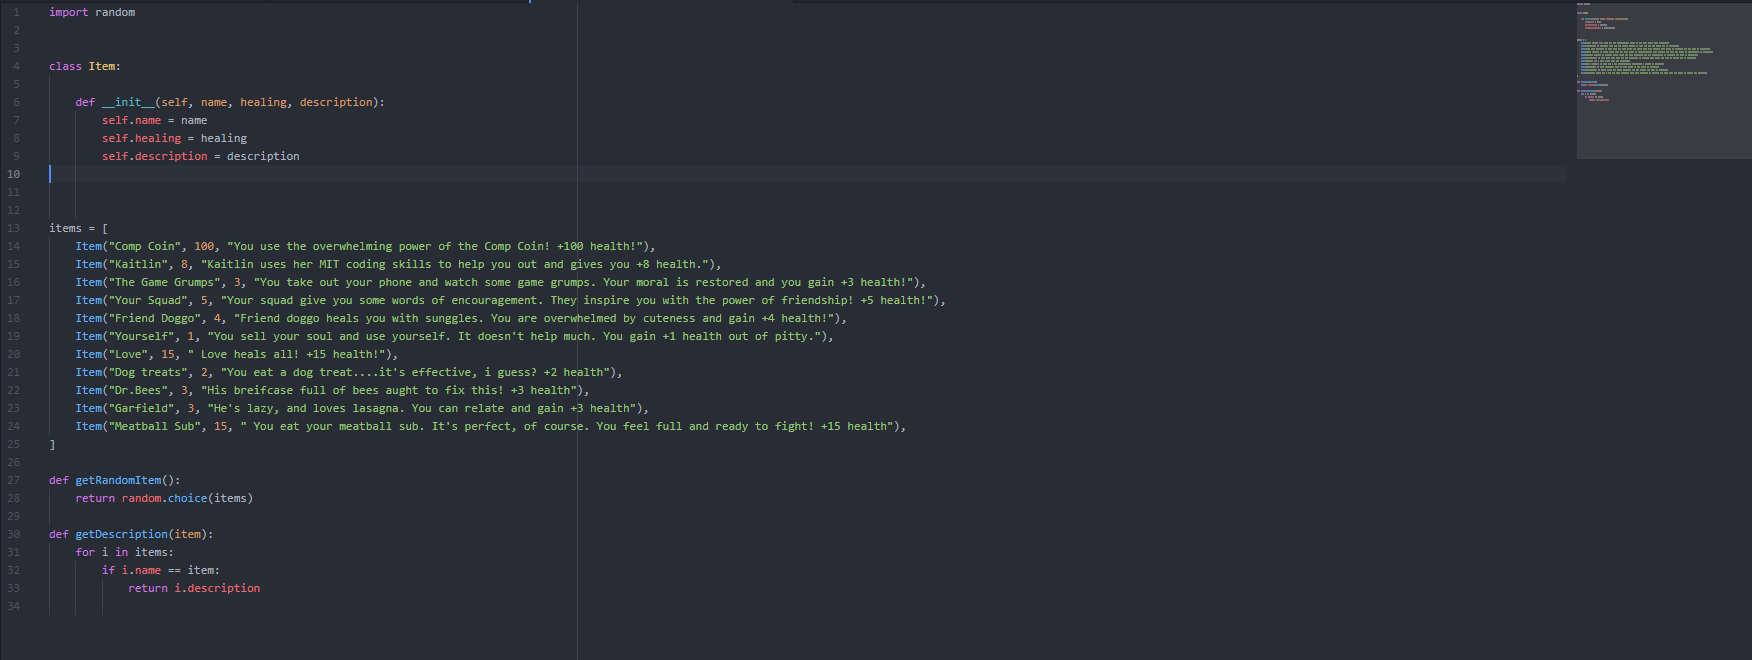 1 import random
2
3
4 class Item:
5
6     def __init__(self, name, healing, description):
7         self.name = name
8         self.healing = healing
9         self.description = description
10
11
12
13 items = [
14     Item("Comp Coin", 100, "You use the overwhelming power of the Comp Coin! +100 health!"),
15     Item("Kaitlin", 8, "Kaitlin uses her MIT coding skills to help you out and gives you +8 health."),
16     Item("The Game Grumps", 3, "You take out your phone and watch some game grumps. Your moral is restored and you gain +3 health!"),
17     Item("Your Squad", 5, "Your squad give you some words of encouragement. They inspire you with the power of friendship! +5 health!"),
18     Item("Friend Doggo", 4, "Friend doggo heals you with sunggles. You are overwhelmed by cuteness and gain +4 health!"),
19     Item("Yourself", 1, "You sell your soul and use yourself. It doesn't help much. You gain +1 health out of pitty."),
20     Item("Love", 15, " Love heals all! +15 health!"),
21     Item("Dog treats", 2, "You eat a dog treat....it's effective, i guess? +2 health"),
22     Item("Dr.Bees", 3, "His breifcase full of bees aught to fix this! +3 health"),
23     Item("Garfield", 3, "He's lazy, and loves lasagna. You can relate and gain +3 health"),
24     Item("Meatball Sub", 15, " You eat your meatball sub. It's perfect, of course. You feel full and ready to fight! +15 health"),
25 ]
26
27 def getRandomItem():
28     return random.choice(items)
29
30 def getDescription(item):
31     for i in items:
32         if i.name == item:
33             return i.description
34